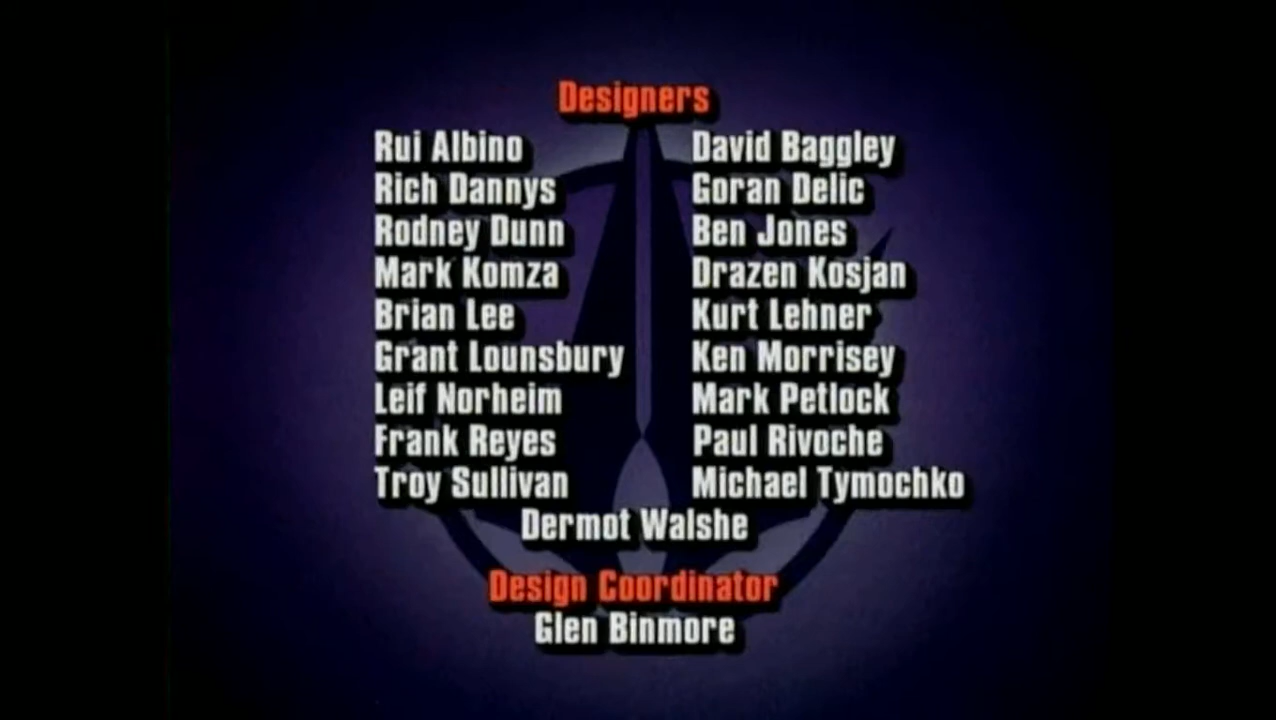 Designers
Rui Albino David Baggley
Rich Dannys Goran Delic
Rodney Dunn Ben Jones
Mark Komza Drazen Kosjan
Brian Lee Kurt Lehner
Grant Lounsbury Ken Morrisey
Leif Norheim Mark Petlock
Frank Reyes Paul Rivoche
Troy Sullivan Michael Tymochko
Dermot Walshe
Design Coordinator
Glen Binmore